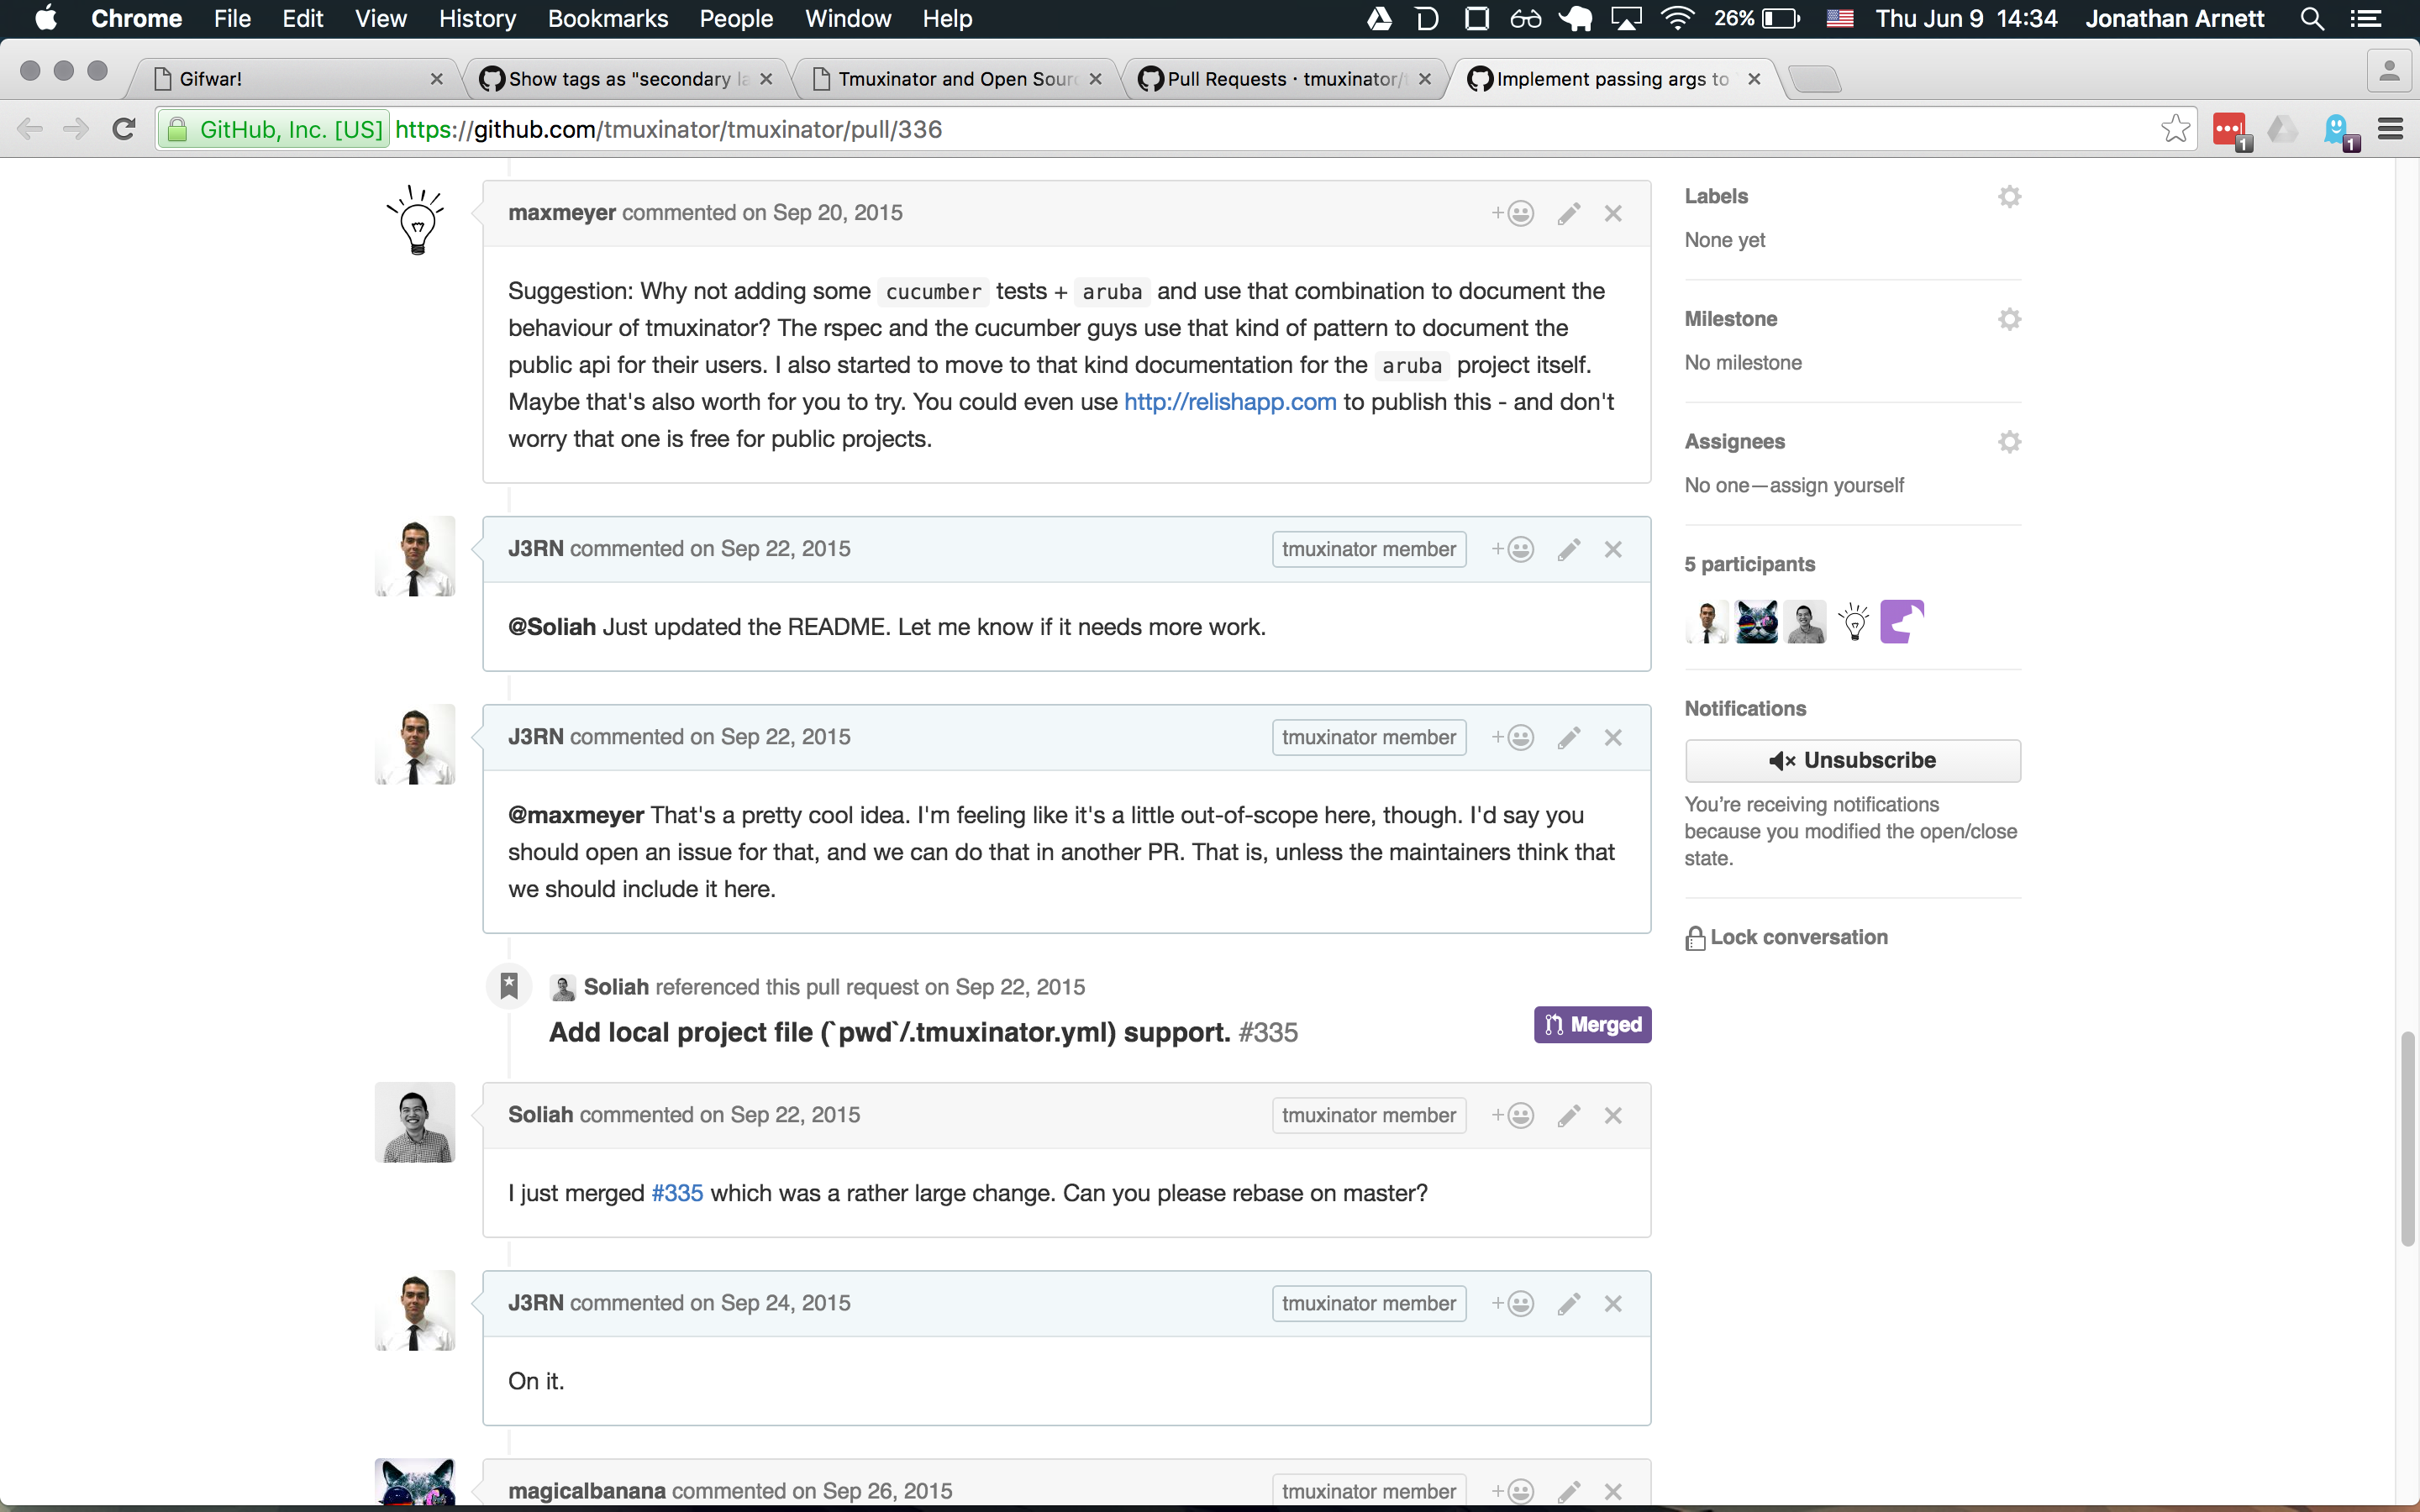 Chrome File Edit View History Bookmarks People Window Help 26% Thu Jun 9 14:34 Jonathan Arnett
Gifwar! Show tags as "secondary la Tmuxinator and Open Sour Pull Requests · tmuxinator/ Implement passing args to
GitHub, Inc. [US] https://github.com/tmuxinator/tmuxinator/pull/336 1 1
maxmeyer commented on Sep 20, 2015
Suggestion: Why not adding some cucumber tests + aruba and use that combination to document the
behaviour of tmuxinator? The rspec and the cucumber guys use that kind of pattern to document the
public api for their users. I also started to move to that kind documentation for the aruba project itself.
Maybe that's also worth for you to try. You could even use http://relishapp.com to publish this - and don't
worry that one is free for public projects.
J3RN commented on Sep 22, 2015 tmuxinator member
@Soliah Just updated the README. Let me know if it needs more work.
J3RN commented on Sep 22, 2015 tmuxinator member
@maxmeyer That's a pretty cool idea. I'm feeling like it's a little out-of-scope here, though. I'd say you
should open an issue for that, and we can do that in another PR. That is, unless the maintainers think that
we should include it here.
Soliah referenced this pull request on Sep 22, 2015
Add local project file (`pwd`/.tmuxinator.yml) support. #335 Merged
Soliah commented on Sep 22, 2015 tmuxinator member
I just merged #335 which was a rather large change. Can you please rebase on master?
J3RN commented on Sep 24, 2015 tmuxinator member
On it.
magicalbanana commented on Sep 26, 2015 tmuxinator member
Labels
None yet
Milestone
No milestone
Assignees
No one—assign yourself
5 participants
Notifications
Unsubscribe
You’re receiving notifications
because you modified the open/close
state.
Lock conversation